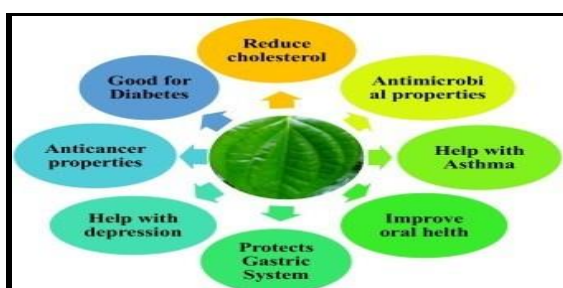 Reduce
cholesterol
Antimicrobi
al properties
Help with
Asthma
Improve
oral helth
Protects
Gastric
System
Help with
depression
Anticancer
properties
Good for
Diabetes